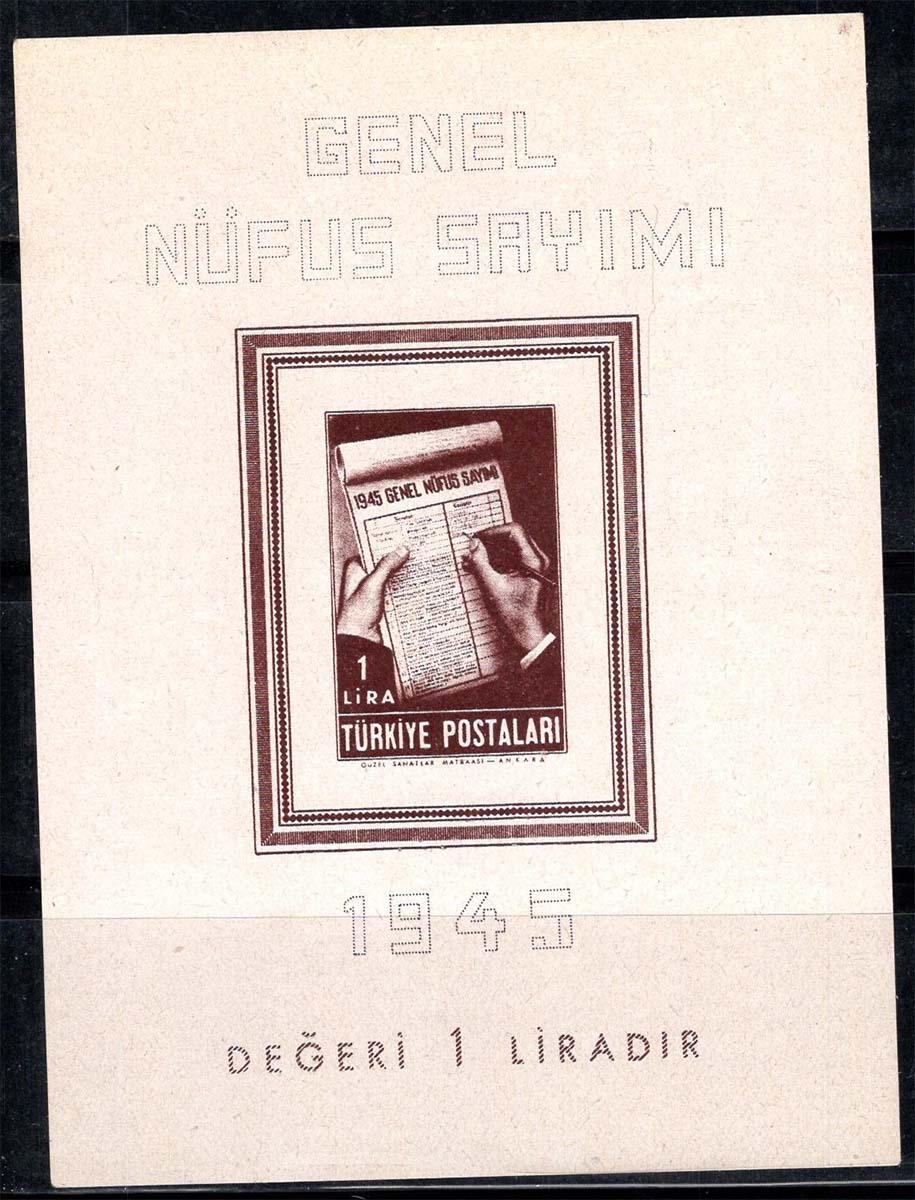 GENEL
NÜFUS SAYIMI
1945 GENEL NÜFUS SAYIMI
1
LİRA
TÜRKİYE POSTALARI
GÜZEL SANATLAR MATBAASI — ANKARA
1945
DEĞERİ 1 LİRADIR